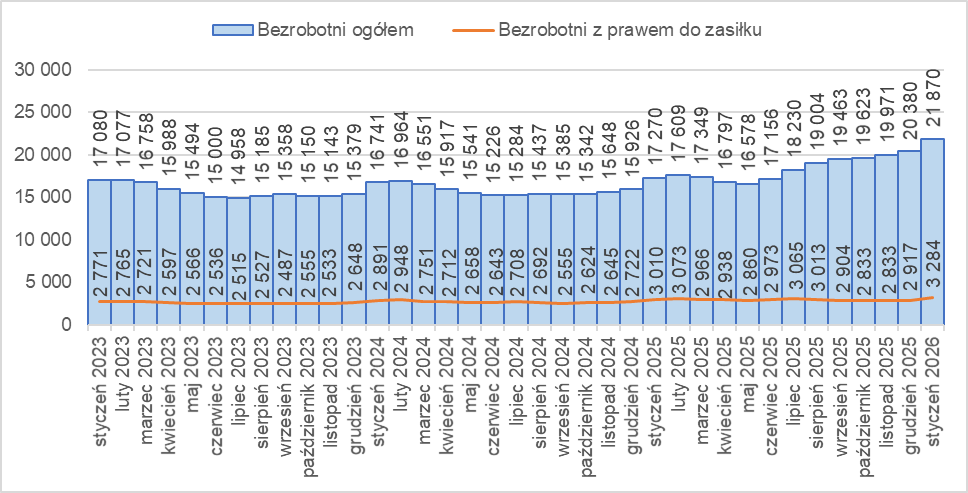 Bezrobotni ogółem
Bezrobotni z prawem do zasiłku
30 000
25 000
20 000
15 000
10 000
5 000
0
17 080
17 077
16 758
15 988
15 494
15 000
14 958
15 185
15 358
15 150
15 143
15 379
16 741
16 964
16 551
15 917
15 541
15 226
15 284
15 437
15 385
15 342
15 648
15 926
17 270
17 609
17 349
16 797
16 578
17 156
18 230
19 004
19 463
19 623
19 971
20 380
21 870
2 771
2 765
2 721
2 597
2 566
2 536
2 515
2 527
2 487
2 555
2 533
2 648
2 891
2 948
2 751
2 712
2 658
2 643
2 708
2 692
2 555
2 624
2 645
2 722
3 010
3 073
2 966
2 938
2 860
2 973
3 065
3 013
2 904
2 833
2 833
2 917
3 284
styczeń 2023
luty 2023
marzec 2023
kwiecień 2023
maj 2023
czerwiec 2023
lipiec 2023
sierpień 2023
wrzesień 2023
październik 2023
listopad 2023
grudzień 2023
styczeń 2024
luty 2024
marzec 2024
kwiecień 2024
maj 2024
czerwiec 2024
lipiec 2024
sierpień 2024
wrzesień 2024
październik 2024
listopad 2024
grudzień 2024
styczeń 2025
luty 2025
marzec 2025
kwiecień 2025
maj 2025
czerwiec 2025
lipiec 2025
sierpień 2025
wrzesień 2025
październik 2025
listopad 2025
grudzień 2025
styczeń 2026